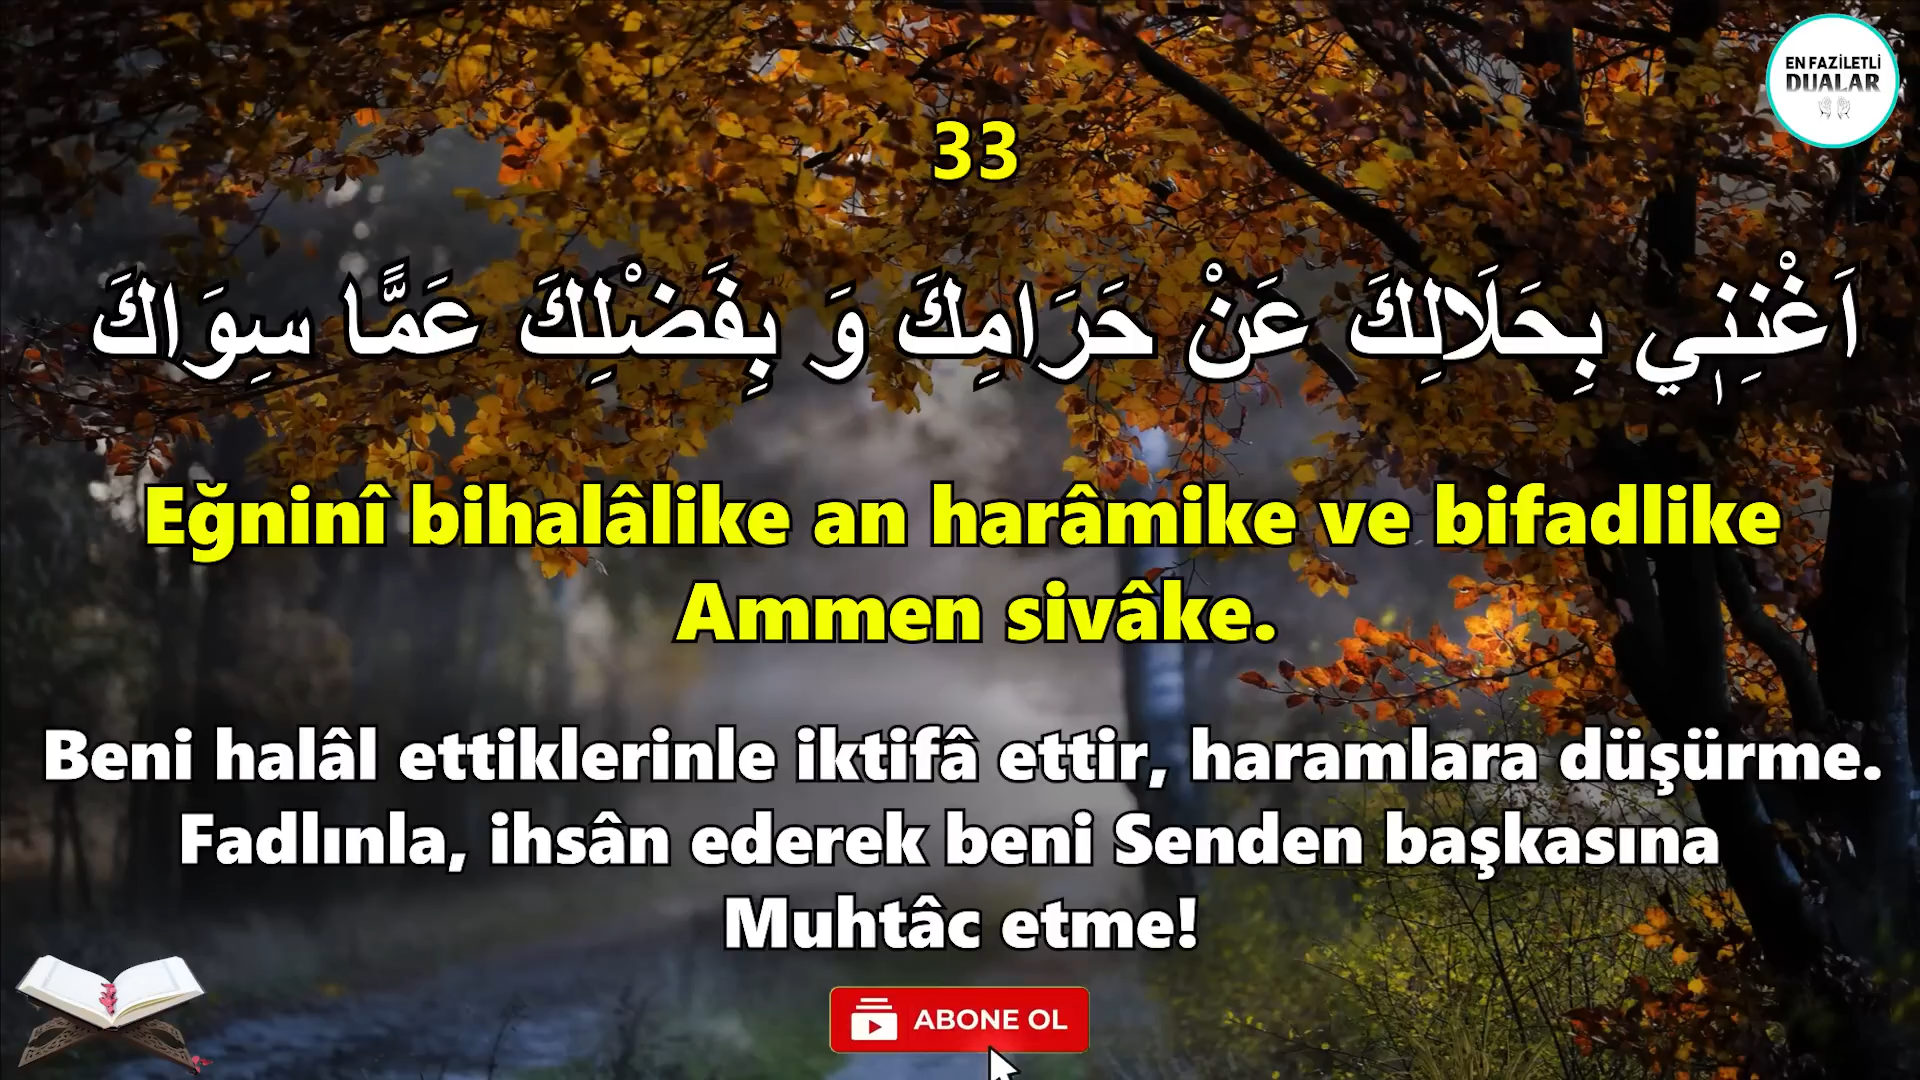 EN FAZİLETLİ
DUALAR
33
اَغْنِنٖي بِحَلَالِكَ عَنْ حَرَامِكَ وَ بِفَضْلِكَ عَمَّا سِوَاكَ
Eğninî bihalâlike an harâmike ve bifadlike
Ammen sivâke.
Beni halâl ettiklerinle iktifâ ettir, haramlara düşürme.
Fadlınla, ihsân ederek beni Senden başkasına
Muhtâc etme!
ABONE OL